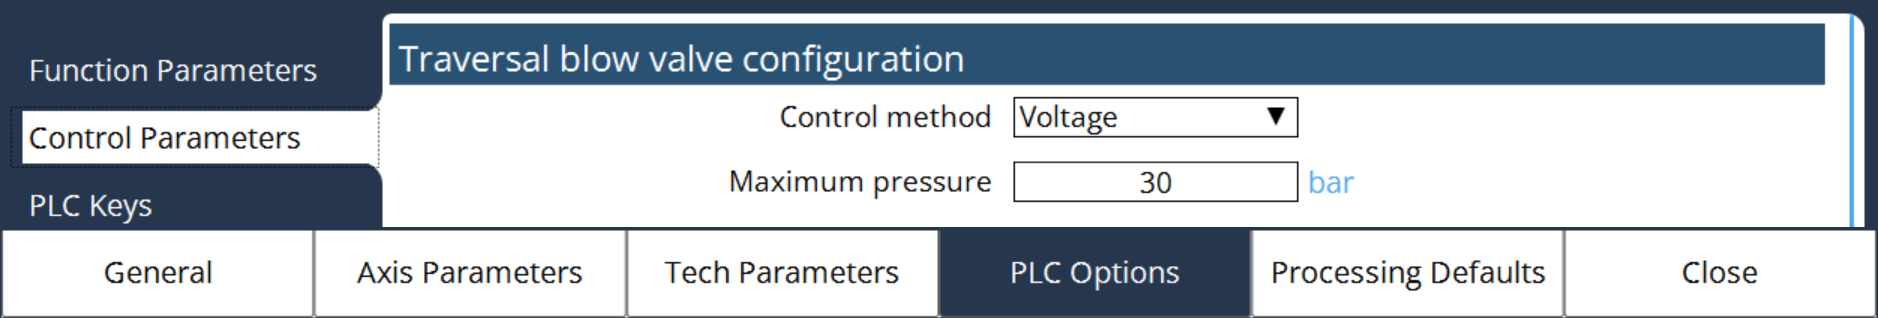 Function Parameters
Control Parameters
PLC Keys
Traversal blow valve configuration
Control method Voltage ▼
Maximum pressure 30 bar
General Axis Parameters Tech Parameters PLC Options Processing Defaults Close